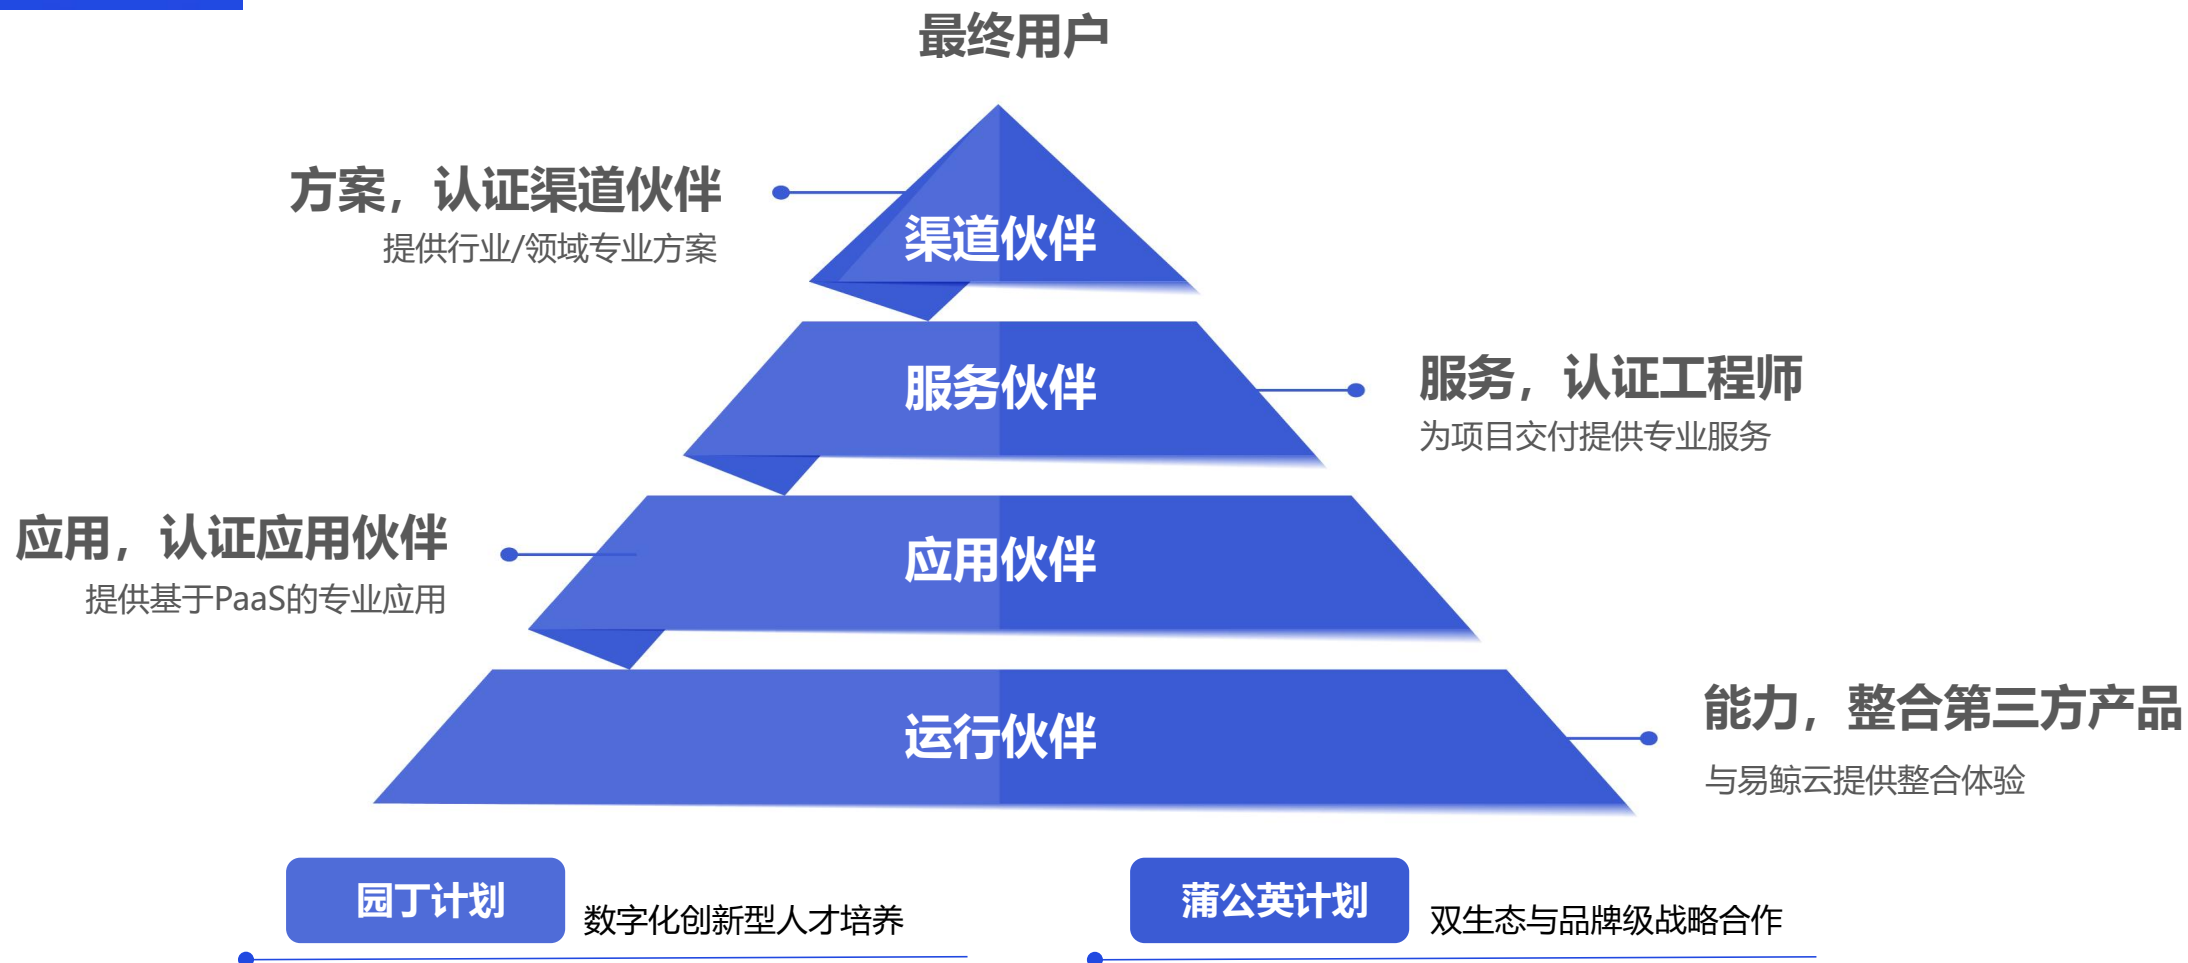 最终用户
方案，认证渠道伙伴
提供行业/领域专业方案
渠道伙伴
服务伙伴
服务，认证工程师
为项目交付提供专业服务
应用，认证应用伙伴
提供基于PaaS的专业应用
应用伙伴
运行伙伴
能力，整合第三方产品
与易鲸云提供整合体验
园丁计划
数字化创新型人才培养
蒲公英计划
双生态与品牌级战略合作